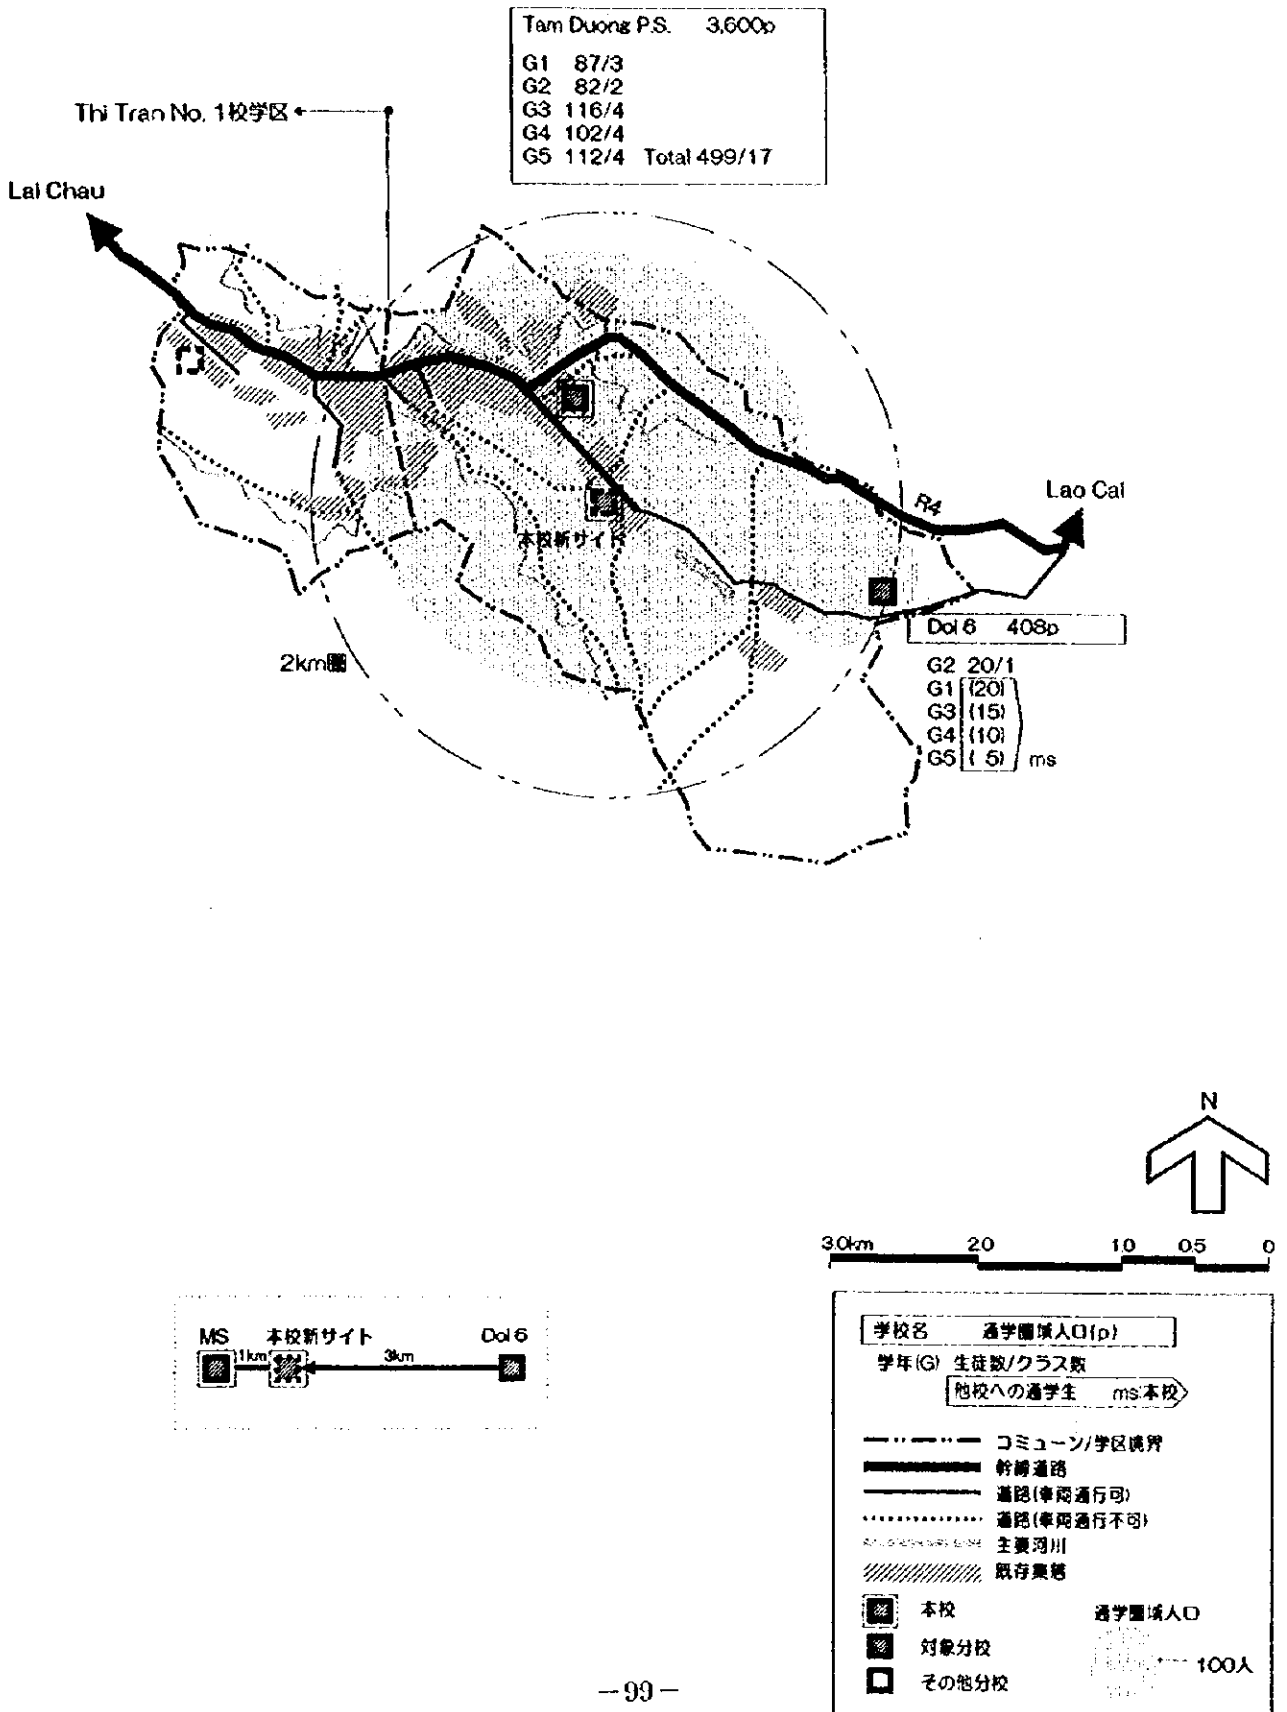 Tam Duong P.S. 3,600p
G1 87/3
G2 82/2
G3 116/4
G4 102/4
G5 112/4 Total 499/17
Thi Tran No. 1校学区
Lai Chau
R4
Lao Cai
本校新サイト
Doi 6 408p
G2 20/1
G1 (20)
G3 (15)
G4 (10)
G5 ( 5) ms
2km圏
N
3.0km 2.0 1.0 0.5 0
MS 本校新サイト Doi 6
1km 3km
学校名 通学圏域人口(p)
学年(G) 生徒数/クラス数
他校への通学生 ms:本校
コミューン/学区境界
幹線道路
道路(車両通行可)
道路(車両通行不可)
主要河川
既存集落
本校 通学圏域人口
対象分校
100人
その他分校
—99—